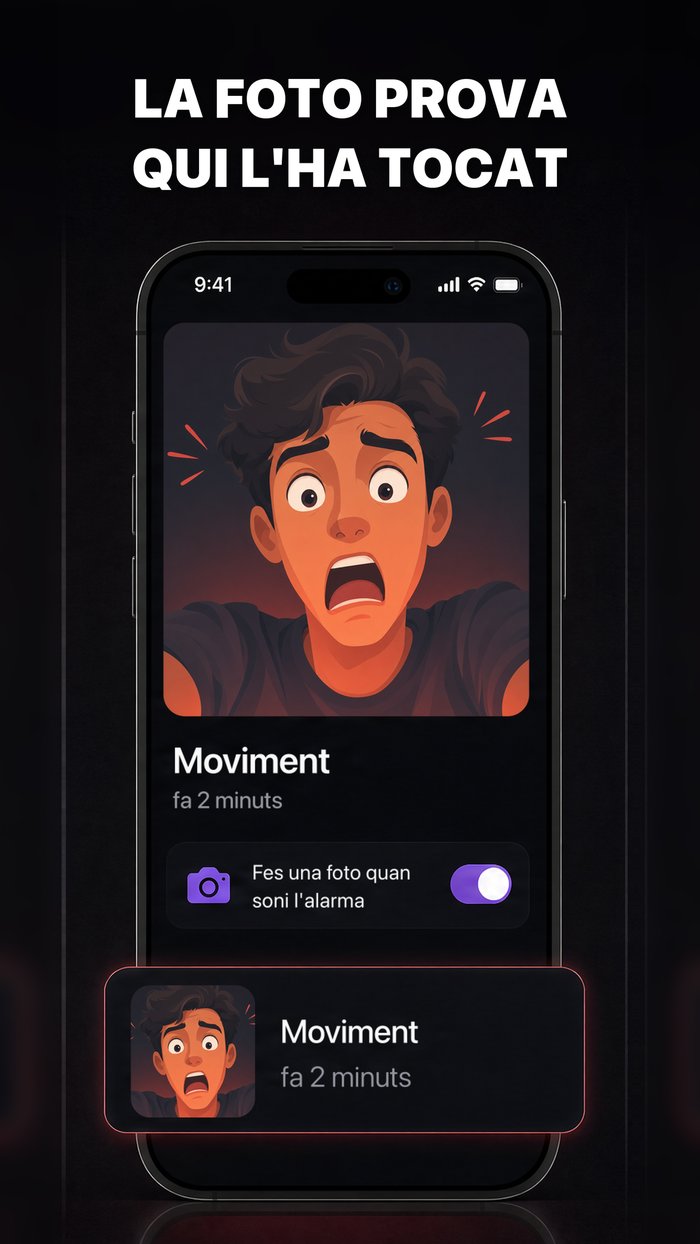 LA FOTO PROVA
QUI L'HA TOCAT
9:41
Moviment
fa 2 minuts
Fes una foto quan
soni l'alarma
Moviment
fa 2 minuts